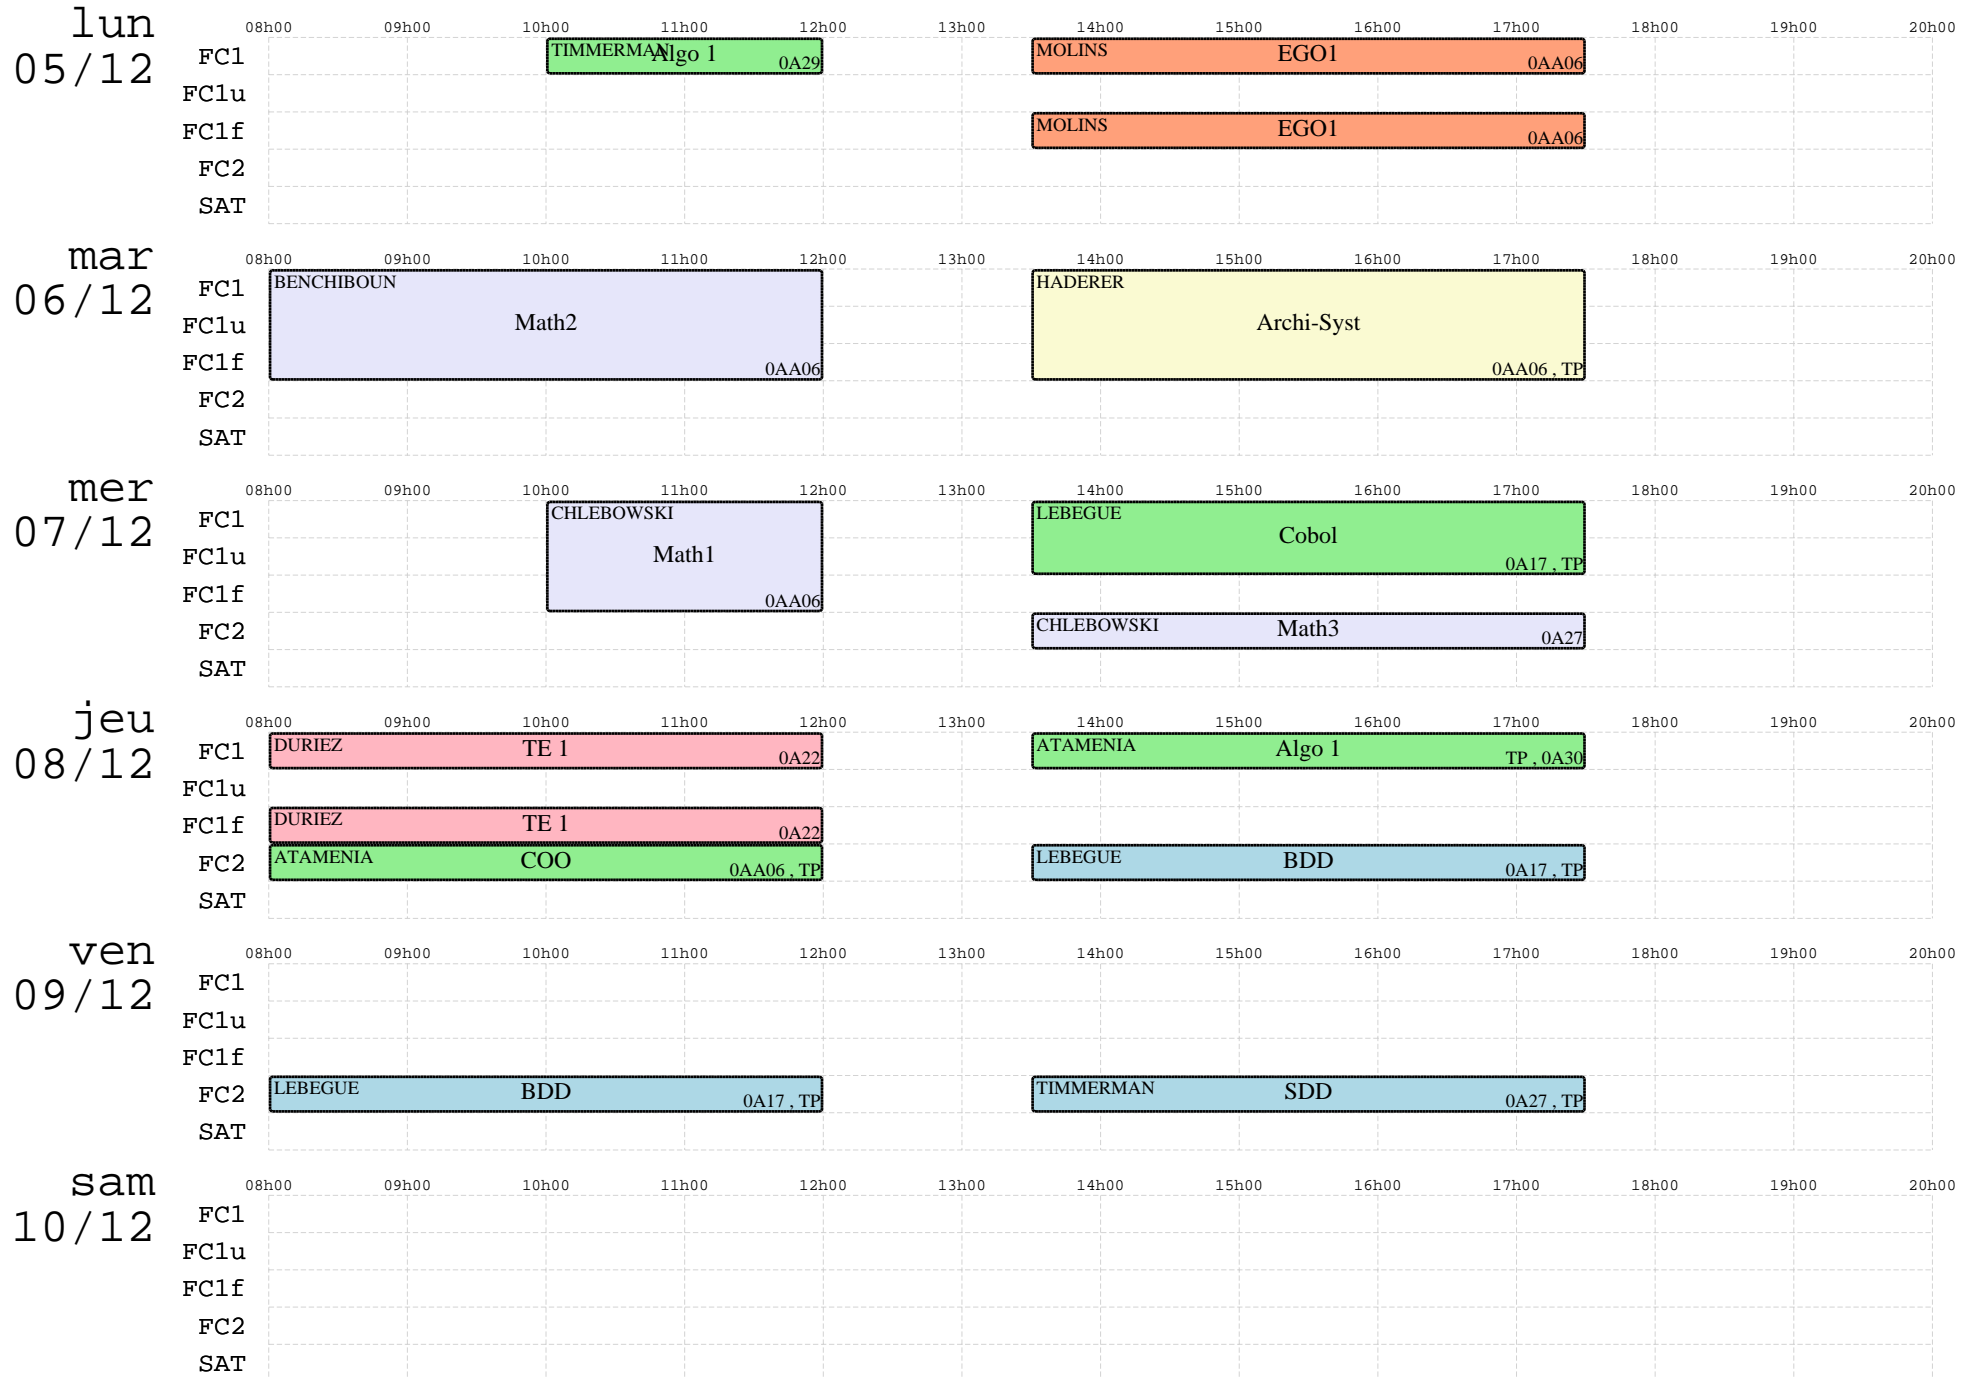 lun
05/12
08h00 09h00 10h00 11h00 12h00 13h00 14h00 15h00 16h00 17h00 18h00 19h00 20h00
FC1 TIMMERMAN Algo 1 0A29 MOLINS EGO1 0AA06
FC1u
FC1f MOLINS EGO1 0AA06
FC2
SAT
mar
06/12
08h00 09h00 10h00 11h00 12h00 13h00 14h00 15h00 16h00 17h00 18h00 19h00 20h00
FC1 BENCHIBOUN HADERER
FC1u Math2 Archi-Syst
FC1f 0AA06 0AA06 , TP
FC2
SAT
mer
07/12
08h00 09h00 10h00 11h00 12h00 13h00 14h00 15h00 16h00 17h00 18h00 19h00 20h00
FC1 CHLEBOWSKI LEBEGUE
Cobol
FC1u Math1 0A17 , TP
FC1f 0AA06
FC2 CHLEBOWSKI Math3 0A27
SAT
jeu
08/12
08h00 09h00 10h00 11h00 12h00 13h00 14h00 15h00 16h00 17h00 18h00 19h00 20h00
FC1 DURIEZ TE 1 0A22 ATAMENIA Algo 1 TP , 0A30
FC1u
FC1f DURIEZ TE 1 0A22
FC2 ATAMENIA COO 0AA06 , TP LEBEGUE BDD 0A17 , TP
SAT
ven
09/12
08h00 09h00 10h00 11h00 12h00 13h00 14h00 15h00 16h00 17h00 18h00 19h00 20h00
FC1
FC1u
FC1f
FC2 LEBEGUE BDD 0A17 , TP TIMMERMAN SDD 0A27 , TP
SAT
sam
10/12
08h00 09h00 10h00 11h00 12h00 13h00 14h00 15h00 16h00 17h00 18h00 19h00 20h00
FC1
FC1u
FC1f
FC2
SAT